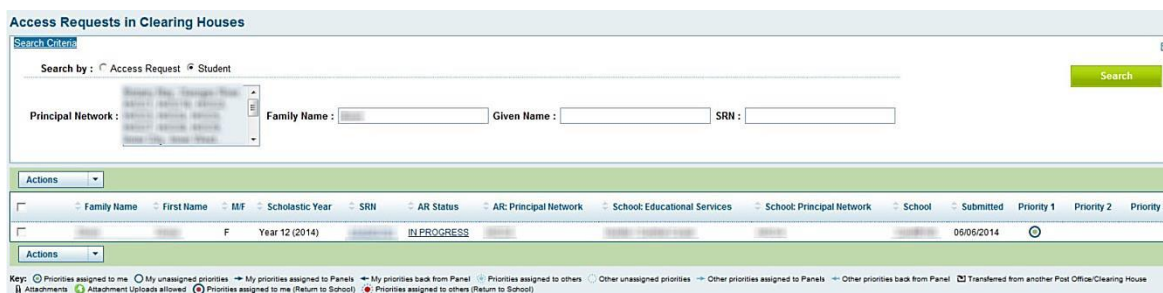 Access Requests in Clearing Houses
Search Criteria
Search by : Access Request Student
Search
Principal Network : Family Name : Given Name : SRN :
Actions
Family Name First Name M/F Scholastic Year SRN AR Status AR: Principal Network School: Educational Services School: Principal Network School Submitted Priority 1 Priority 2 Priority
F Year 12 (2014) IN PROGRESS 06/06/2014
Actions
Key: Priorities assigned to me My unassigned priorities My priorities assigned to Panels My priorities back from Panel Priorities assigned to others Other unassigned priorities Other priorities assigned to Panels Other priorities back from Panel Transferred from another Post Office/Clearing House
Attachments Attachment Uploads allowed Priorities assigned to me (Return to School) Priorities assigned to others (Return to School)